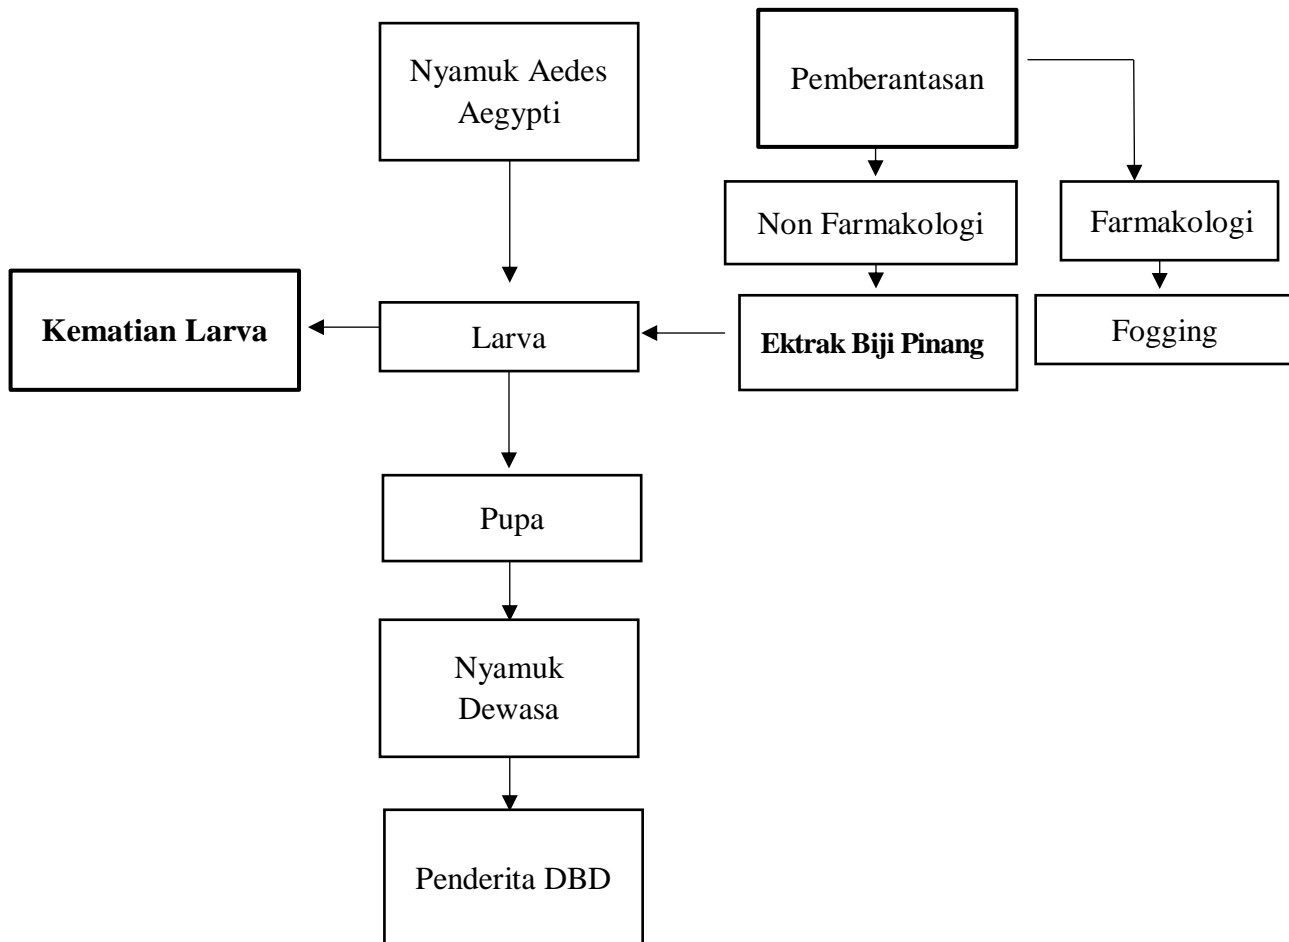 Nyamuk Aedes
Aegypti
Pemberantasan
Non Farmakologi
Farmakologi
Kematian Larva
Larva
Ektrak Biji Pinang
Fogging
Pupa
Nyamuk
Dewasa
Penderita DBD